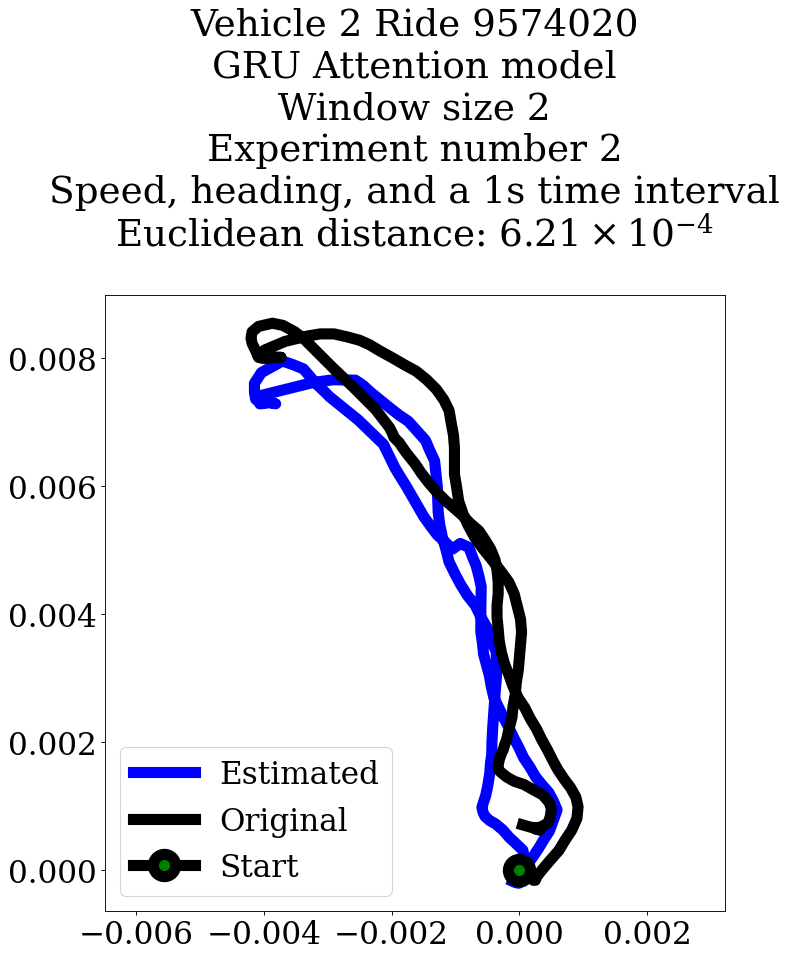 Vehicle 2 Ride 9574020
GRU Attention model
Window size 2
Experiment number 2
Speed, heading, and a 1s time interval
Euclidean distance: 6.21 × 10⁻⁴
0.008
0.006
0.004
0.002
0.000
Estimated
Original
Start
−0.006 −0.004 −0.002 0.000 0.002